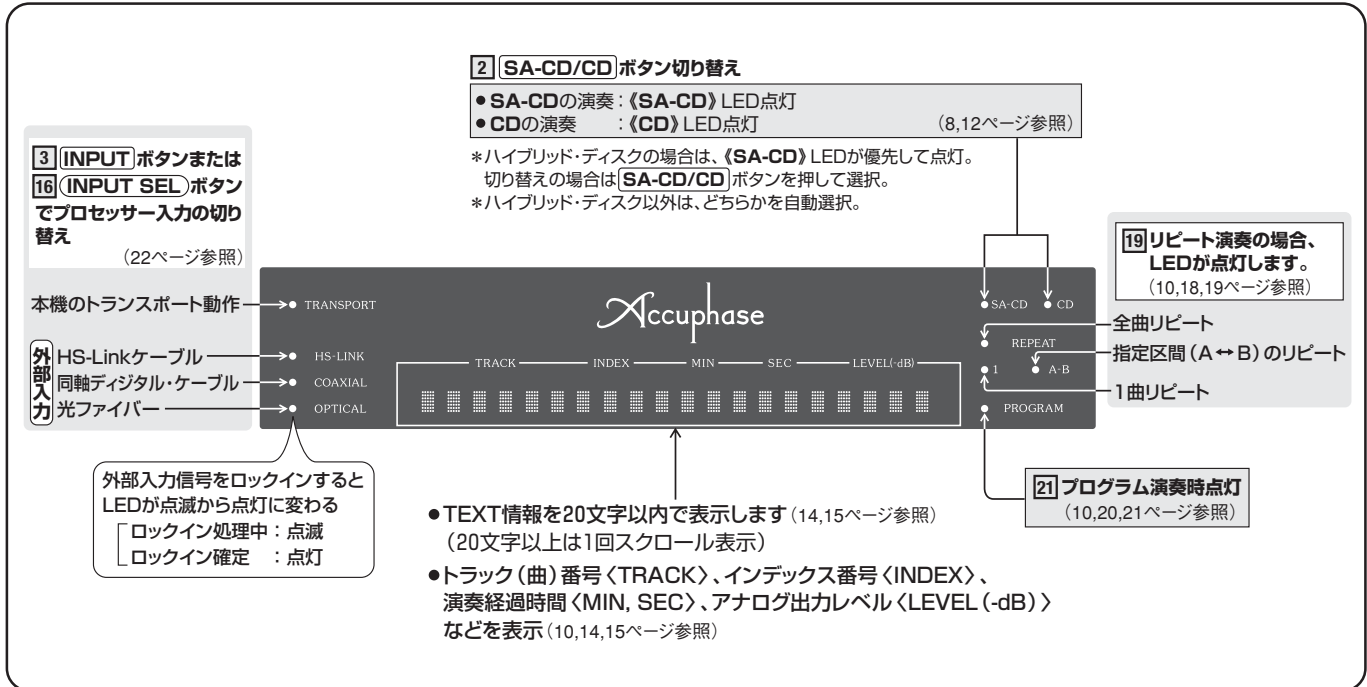 2 SA-CD/CD ボタン切り替え
● SA-CDの演奏：《SA-CD》LED点灯
● CDの演奏　：《CD》LED点灯　（8,12ページ参照）
＊ハイブリッド・ディスクの場合は、《SA-CD》LEDが優先して点灯。
切り替えの場合は SA-CD/CD ボタンを押して選択。
＊ハイブリッド・ディスク以外は、どちらかを自動選択。
3 INPUT ボタンまたは
16 INPUT SEL ボタン
でプロセッサー入力の切り
替え
（22ページ参照）
本機のトランスポート動作
外部入力
HS-Linkケーブル
同軸ディジタル・ケーブル
光ファイバー
TRANSPORT
HS-LINK
COAXIAL
OPTICAL
Accuphase
TRACK INDEX MIN SEC LEVEL(-dB)
SA-CD CD
REPEAT
1 A-B
PROGRAM
19 リピート演奏の場合、
LEDが点灯します。
（10,18,19ページ参照）
全曲リピート
指定区間（A↔B）のリピート
1曲リピート
21 プログラム演奏時点灯
（10,20,21ページ参照）
外部入力信号をロックインすると
LEDが点滅から点灯に変わる
ロックイン処理中：点滅
ロックイン確定　：点灯
●TEXT情報を20文字以内で表示します（14,15ページ参照）
（20文字以上は1回スクロール表示）
●トラック（曲）番号〈TRACK〉、インデックス番号〈INDEX〉、
演奏経過時間〈MIN, SEC〉、アナログ出力レベル〈LEVEL（-dB）〉
などを表示（10,14,15ページ参照）